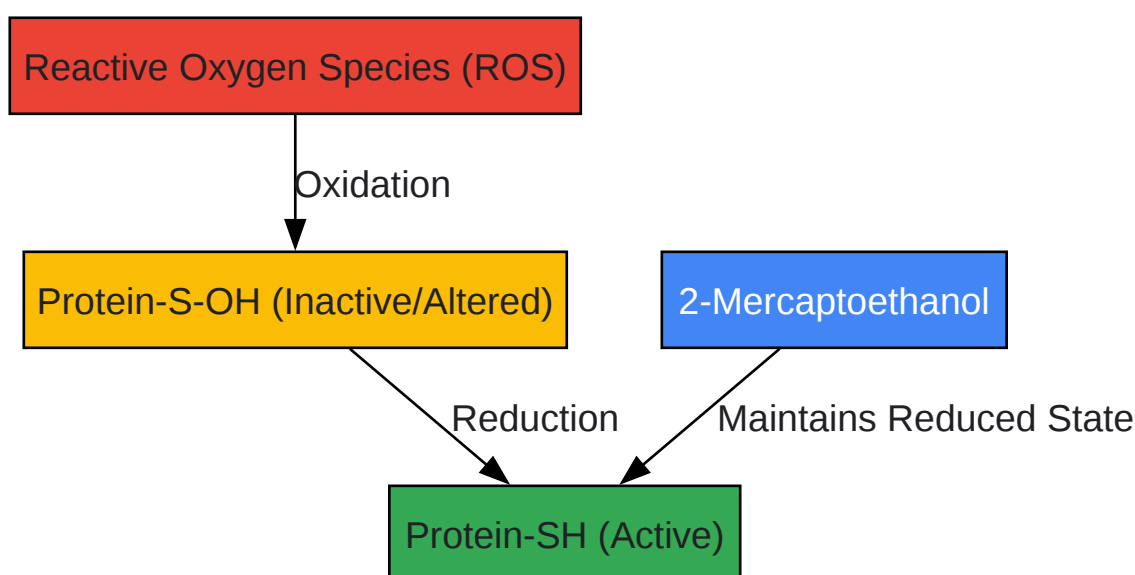 Reactive Oxygen Species (ROS)
Oxidation
Protein-S-OH (Inactive/Altered)
2-Mercaptoethanol
Reduction
Maintains Reduced State
Protein-SH (Active)